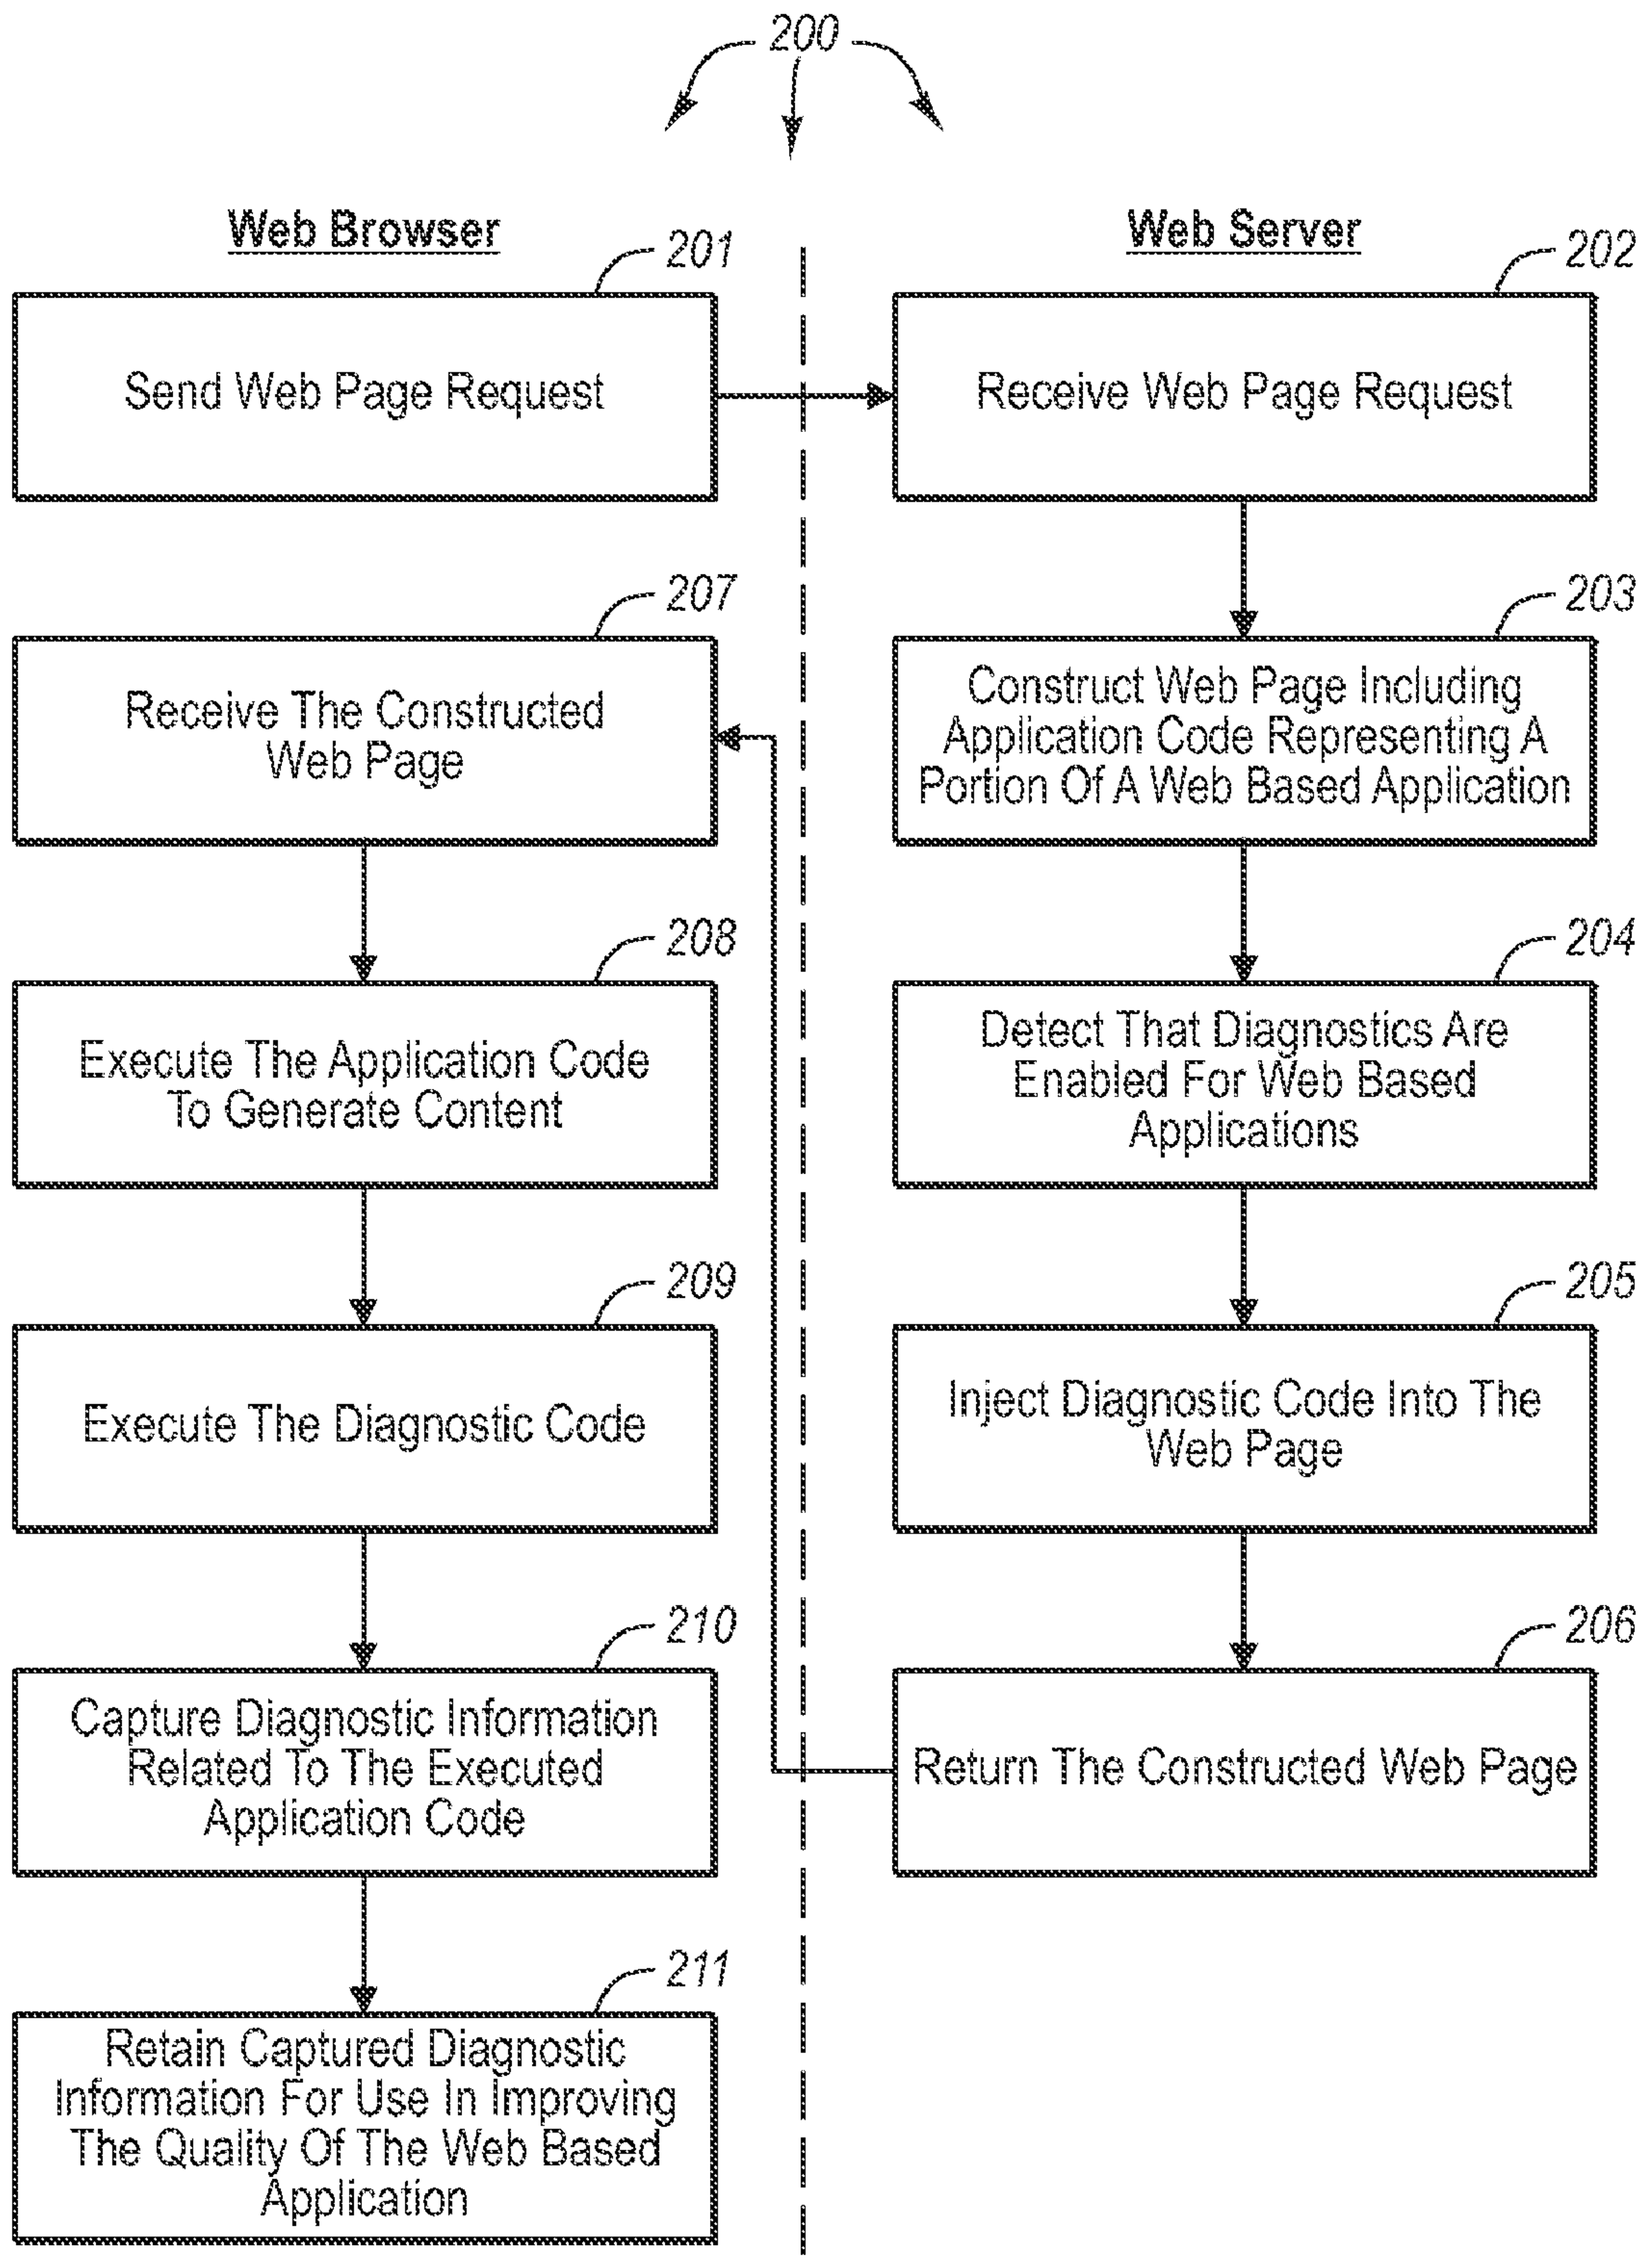 200
Web Browser
Web Server
201
Send Web Page Request
202
Receive Web Page Request
207
Receive The Constructed
Web Page
203
Construct Web Page Including
Application Code Representing A
Portion Of A Web Based Application
208
Execute The Application Code
To Generate Content
204
Detect That Diagnostics Are
Enabled For Web Based
Applications
209
Execute The Diagnostic Code
205
Inject Diagnostic Code Into The
Web Page
210
Capture Diagnostic Information
Related To The Executed
Application Code
206
Return The Constructed Web Page
211
Retain Captured Diagnostic
Information For Use In Improving
The Quality Of The Web Based
Application